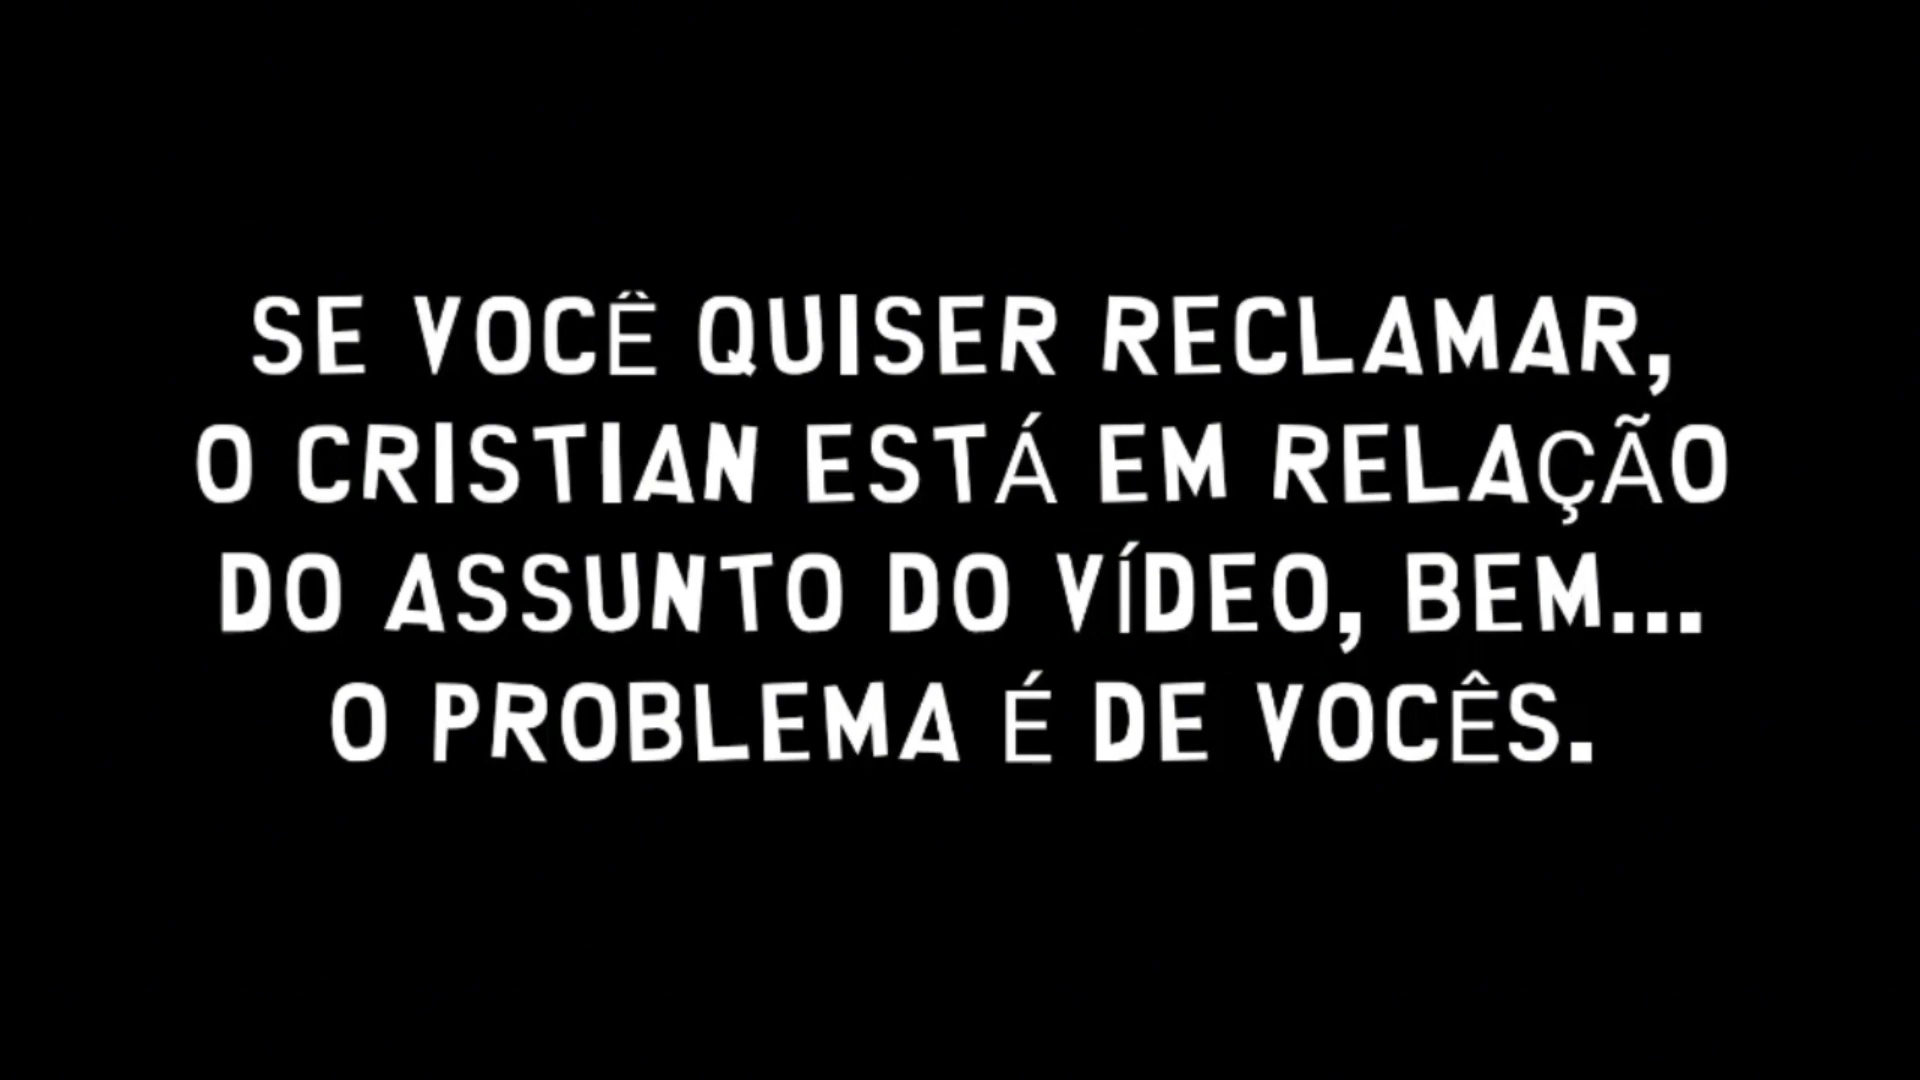 SE VOCÊ QUISER RECLAMAR,
O CRISTIAN ESTÁ EM RELAÇÃO
DO ASSUNTO DO VÍDEO, BEM...
O PROBLEMA É DE VOCÊS.